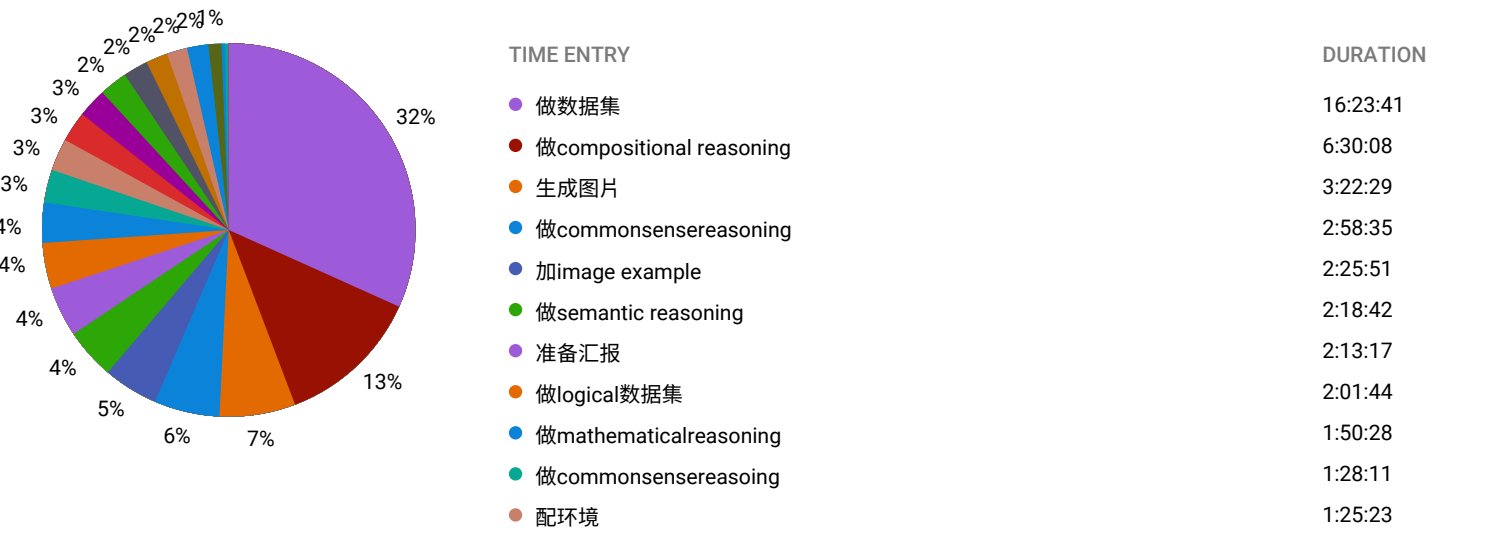 2%
2%
2%
2%
2%
1%
3%
3%
3%
3%
4%
4%
4%
4%
5%
6%
7%
13%
32%
TIME ENTRY DURATION
做数据集 16:23:41
做compositional reasoning 6:30:08
生成图片 3:22:29
做commonsensereasoning 2:58:35
加image example 2:25:51
做semantic reasoning 2:18:42
准备汇报 2:13:17
做logical数据集 2:01:44
做mathematicalreasoning 1:50:28
做commonsensereasoing 1:28:11
配环境 1:25:23